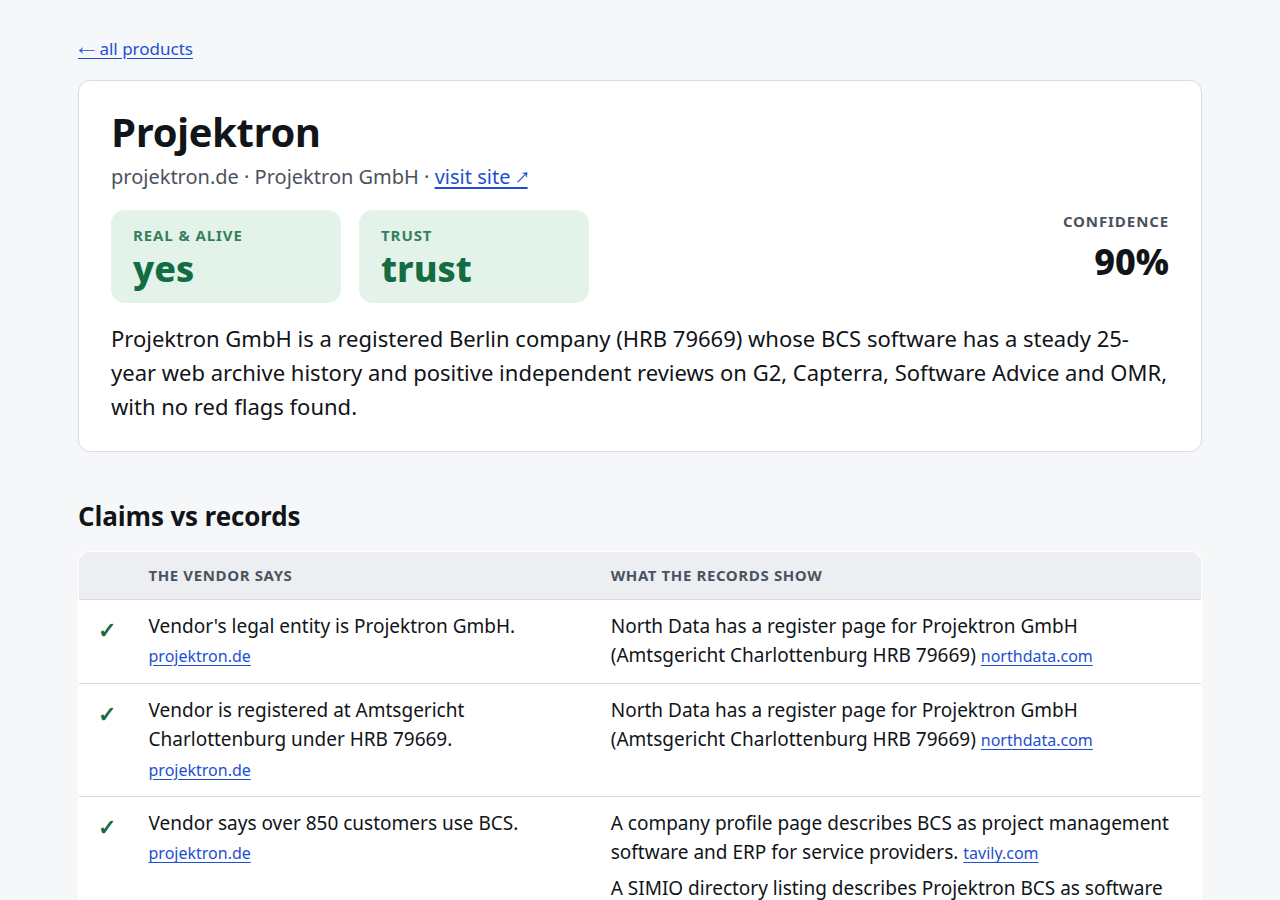 ← all products
Projektron
projektron.de · Projektron GmbH · visit site ↗
REAL & ALIVE
yes
TRUST
trust
CONFIDENCE
90%
Projektron GmbH is a registered Berlin company (HRB 79669) whose BCS software has a steady 25-
year web archive history and positive independent reviews on G2, Capterra, Software Advice and OMR,
with no red flags found.
Claims vs records
THE VENDOR SAYS
WHAT THE RECORDS SHOW
✓
Vendor's legal entity is Projektron GmbH.
projektron.de
North Data has a register page for Projektron GmbH
(Amtsgericht Charlottenburg HRB 79669) northdata.com
✓
Vendor is registered at Amtsgericht
Charlottenburg under HRB 79669.
projektron.de
North Data has a register page for Projektron GmbH
(Amtsgericht Charlottenburg HRB 79669) northdata.com
✓
Vendor says over 850 customers use BCS.
projektron.de
A company profile page describes BCS as project management
software and ERP for service providers. tavily.com
A SIMIO directory listing describes Projektron BCS as software